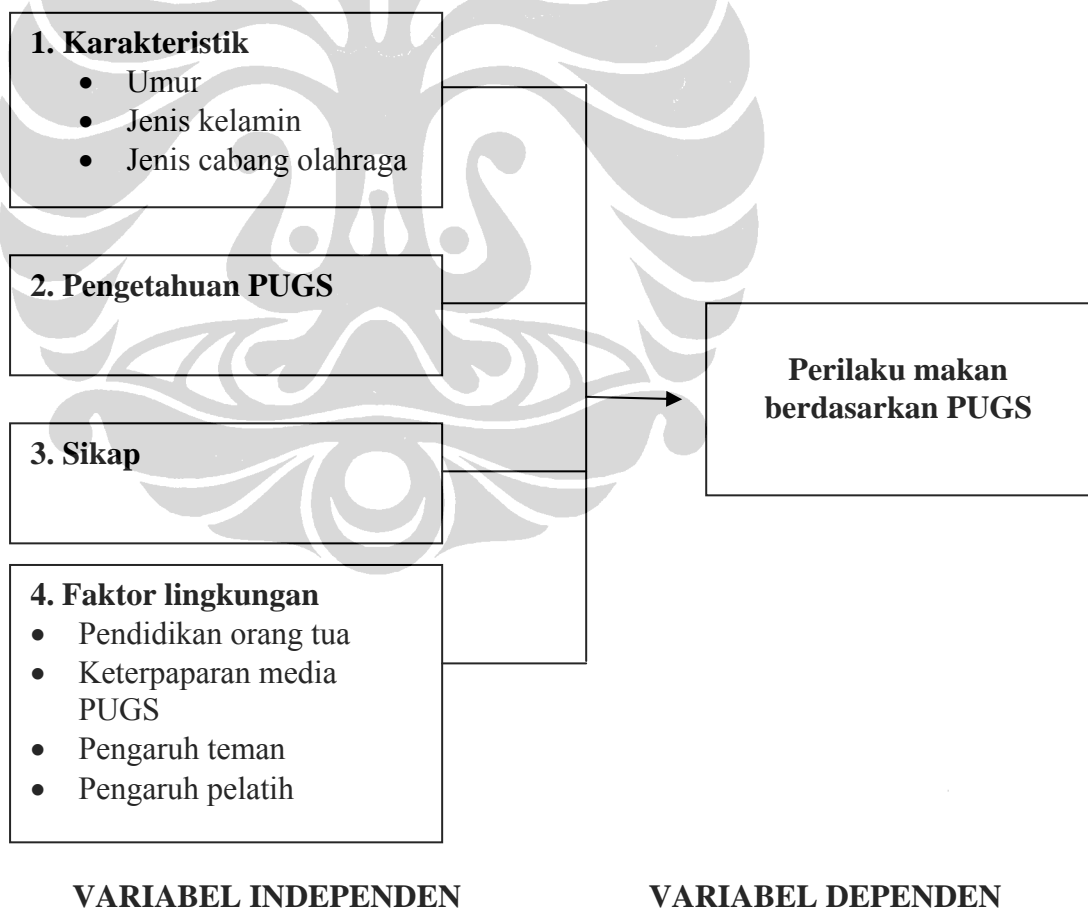 1. Karakteristik
• Umur
• Jenis kelamin
• Jenis cabang olahraga
2. Pengetahuan PUGS
3. Sikap
4. Faktor lingkungan
• Pendidikan orang tua
• Keterpaparan media
PUGS
• Pengaruh teman
• Pengaruh pelatih
Perilaku makan
berdasarkan PUGS
VARIABEL INDEPENDEN
VARIABEL DEPENDEN